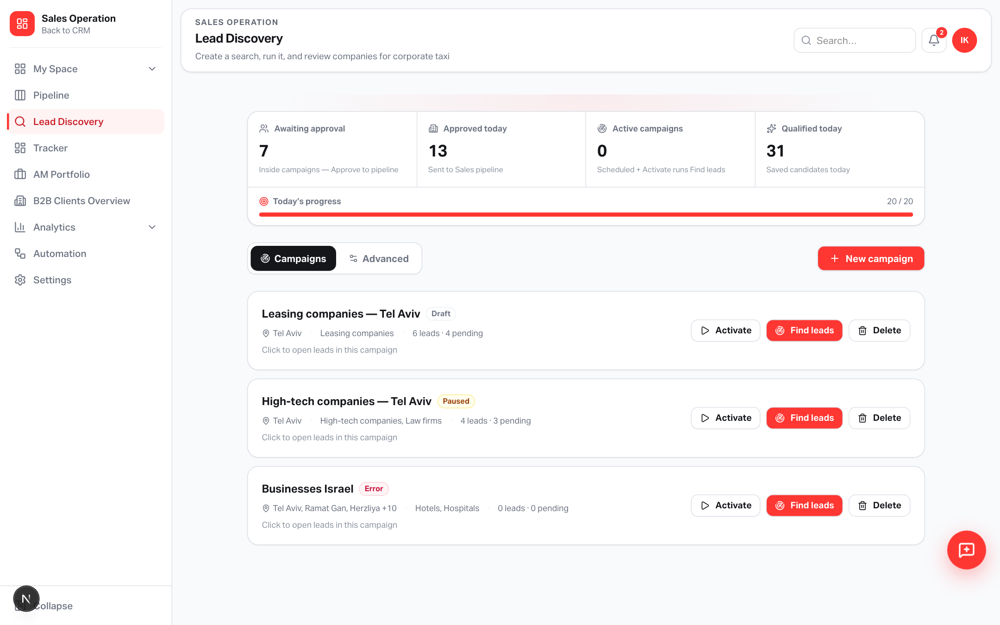 Sales Operation
Back to CRM
My Space
Pipeline
Lead Discovery
Tracker
AM Portfolio
B2B Clients Overview
Analytics
Automation
Settings
N
Collapse
SALES OPERATION
Lead Discovery
Create a search, run it, and review companies for corporate taxi
Search...
2
IK
Awaiting approval
7
Inside campaigns — Approve to pipeline
Approved today
13
Sent to Sales pipeline
Active campaigns
0
Scheduled + Activate runs Find leads
Qualified today
31
Saved candidates today
Today's progress
20 / 20
Campaigns
Advanced
New campaign
Leasing companies — Tel Aviv Draft
Tel Aviv · Leasing companies · 6 leads · 4 pending
Click to open leads in this campaign
Activate
Find leads
Delete
High-tech companies — Tel Aviv Paused
Tel Aviv · High-tech companies, Law firms · 4 leads · 3 pending
Click to open leads in this campaign
Activate
Find leads
Delete
Businesses Israel Error
Tel Aviv, Ramat Gan, Herzliya +10 · Hotels, Hospitals · 0 leads · 0 pending
Click to open leads in this campaign
Activate
Find leads
Delete